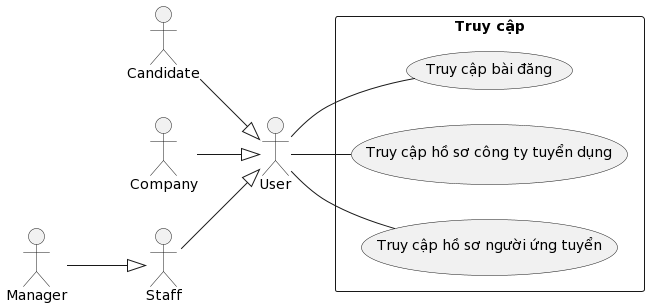 Truy cập
Candidate
Truy cập bài đăng
Company
User
Truy cập hồ sơ công ty tuyển dụng
Truy cập hồ sơ người ứng tuyển
Manager
Staff